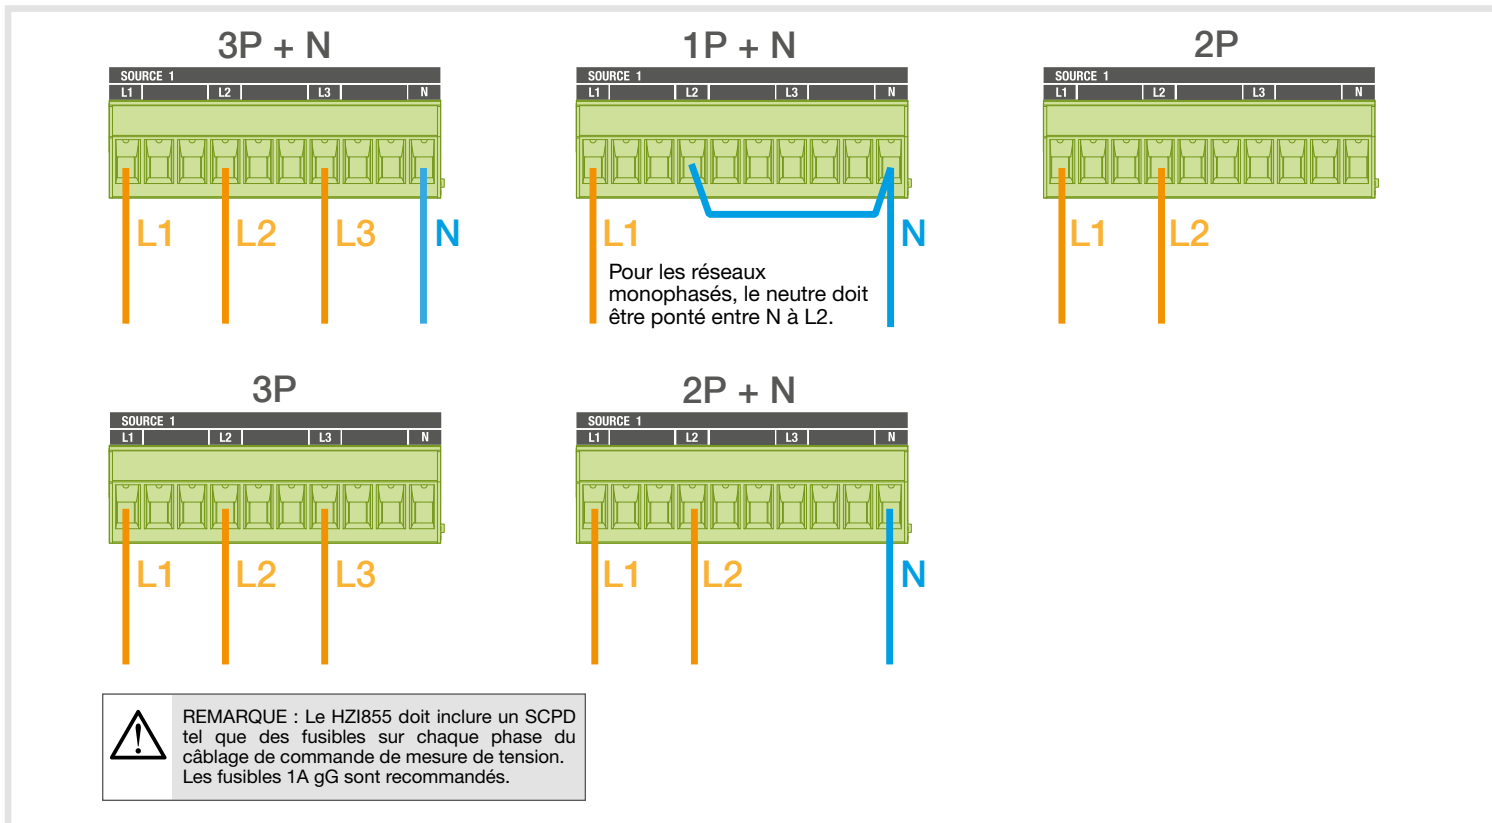 3P + N
SOURCE 1
L1 L2 L3 N
L1 L2 L3 N
1P + N
SOURCE 1
L1 L2 L3 N
L1 N
Pour les réseaux
monophasés, le neutre doit
être ponté entre N à L2.
2P
SOURCE 1
L1 L2 L3 N
L1 L2
3P
SOURCE 1
L1 L2 L3 N
L1 L2 L3
2P + N
SOURCE 1
L1 L2 L3 N
L1 L2 N
REMARQUE : Le HZI855 doit inclure un SCPD
tel que des fusibles sur chaque phase du
câblage de commande de mesure de tension.
Les fusibles 1A gG sont recommandés.